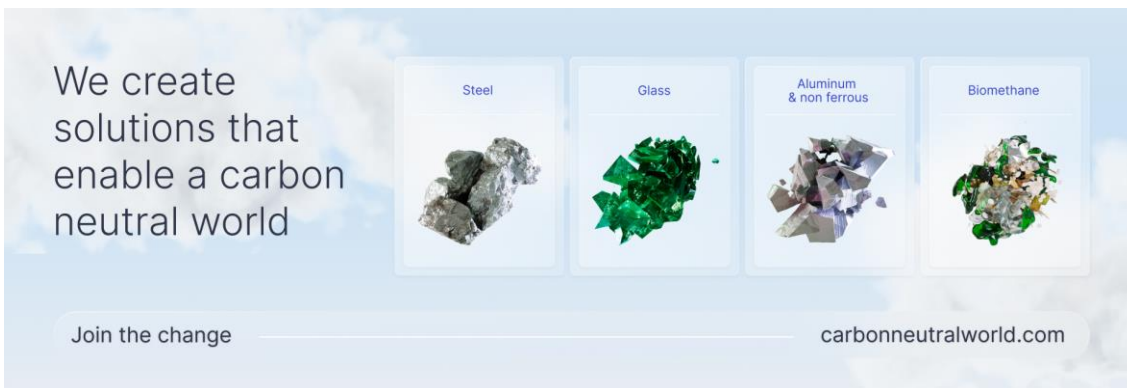 We create
solutions that
enable a carbon
neutral world
Steel
Glass
Aluminum
& non ferrous
Biomethane
Join the change
carbonneutralworld.com